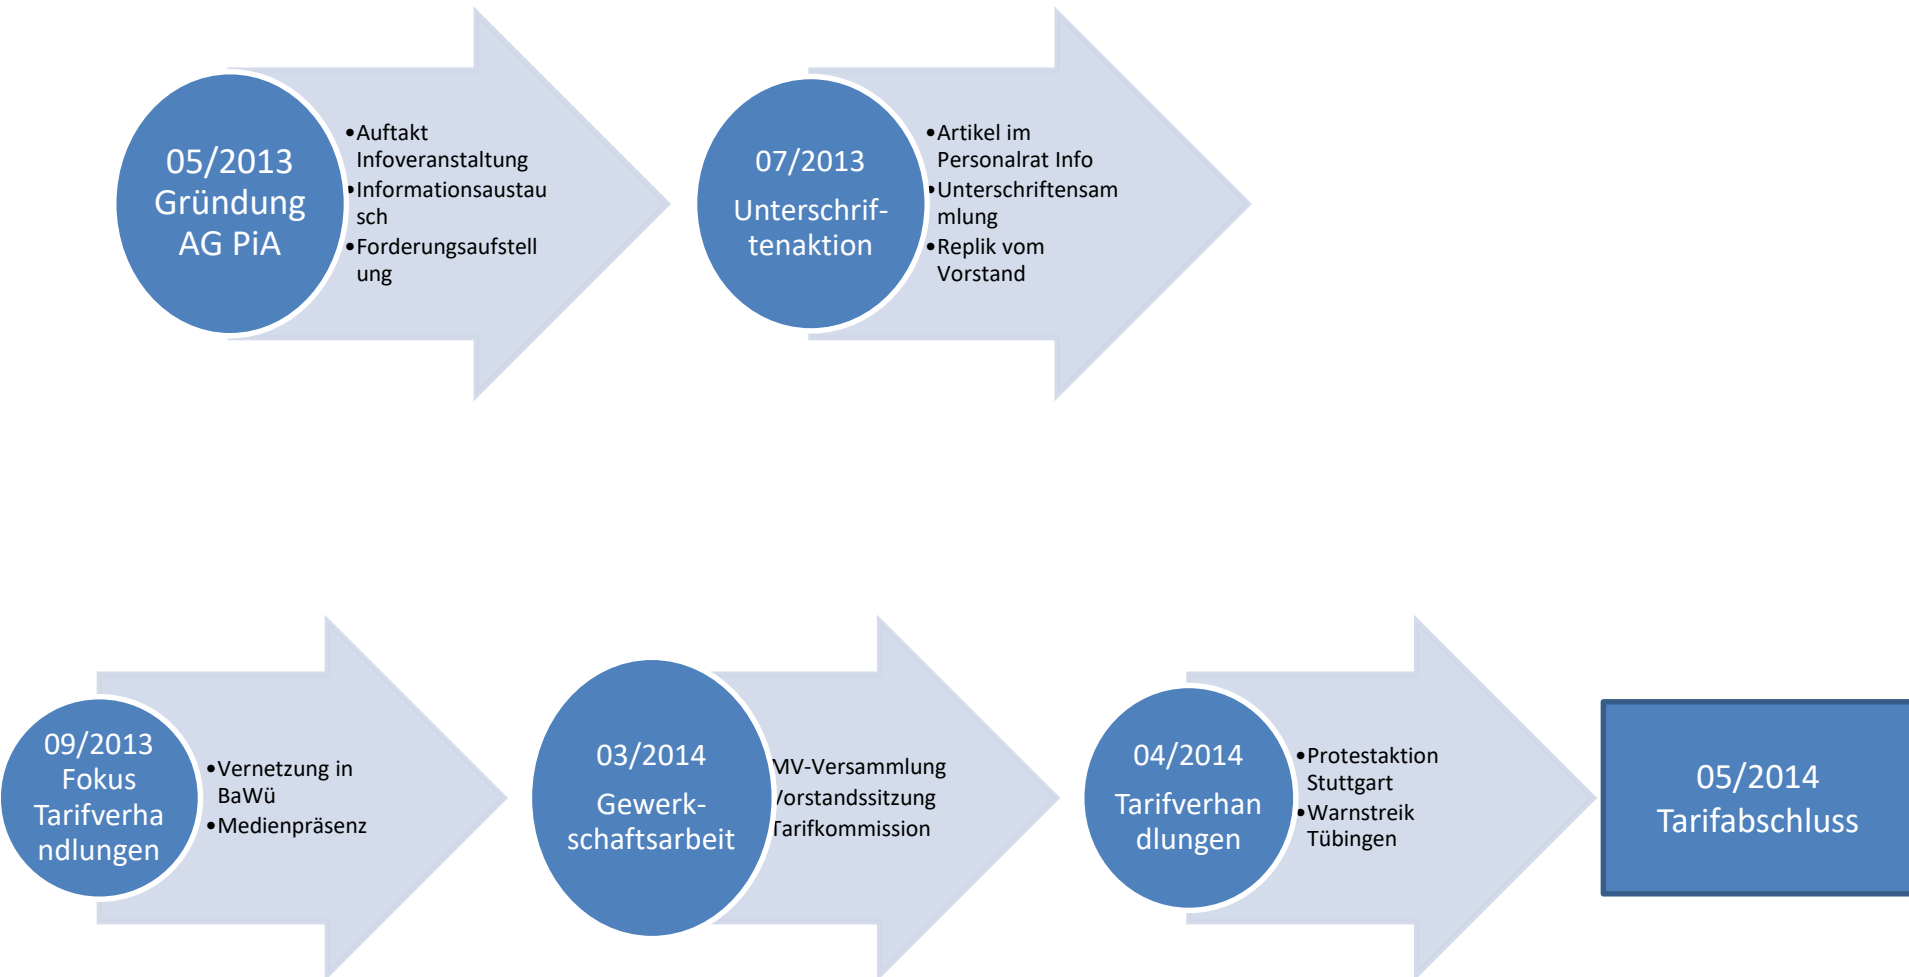 05/2013
Gründung
AG PiA
•Auftakt
Infoveranstaltung
•Informationsaustau
sch
•Forderungsaufstell
ung
07/2013
Unterschrif-
tenaktion
•Artikel im
Personalrat Info
•Unterschriftensam
mlung
•Replik vom
Vorstand
09/2013
Fokus
Tarifverha
ndlungen
•Vernetzung in
BaWü
•Medienpräsenz
03/2014
Gewerk-
schaftsarbeit
MV-Versammlung
Vorstandssitzung
Tarifkommission
04/2014
Tarifverhan
dlungen
•Protestaktion
Stuttgart
•Warnstreik
Tübingen
05/2014
Tarifabschluss